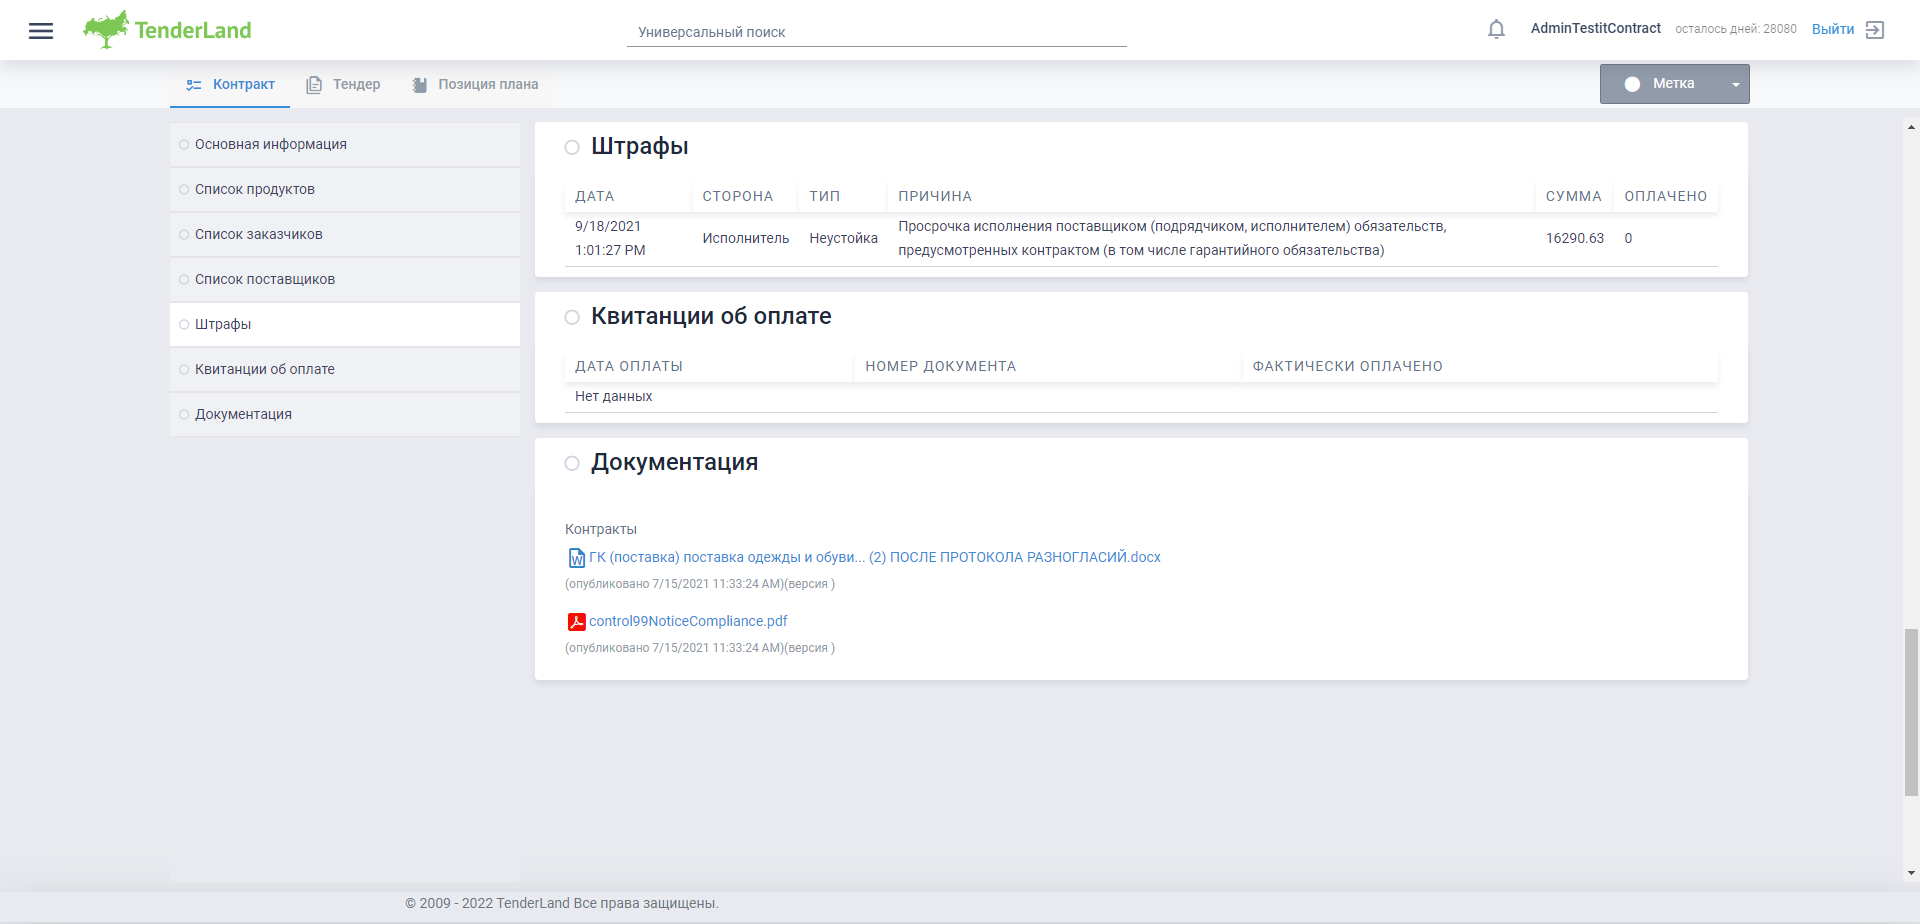 TenderLand
Универсальный поиск
AdminTestitContract осталось дней: 28080 Выйти
Контракт Тендер Позиция плана
Метка
Основная информация
Список продуктов
Список заказчиков
Список поставщиков
Штрафы
Квитанции об оплате
Документация
Штрафы
ДАТА СТОРОНА ТИП ПРИЧИНА СУММА ОПЛАЧЕНО
9/18/2021
1:01:27 PM
Исполнитель Неустойка
Просрочка исполнения поставщиком (подрядчиком, исполнителем) обязательств,
предусмотренных контрактом (в том числе гарантийного обязательства)
16290.63 0
Квитанции об оплате
ДАТА ОПЛАТЫ НОМЕР ДОКУМЕНТА ФАКТИЧЕСКИ ОПЛАЧЕНО
Нет данных
Документация
Контракты
ГК (поставка) поставка одежды и обуви... (2) ПОСЛЕ ПРОТОКОЛА РАЗНОГЛАСИЙ.docx
(опубликовано 7/15/2021 11:33:24 AM)(версия )
control99NoticeCompliance.pdf
(опубликовано 7/15/2021 11:33:24 AM)(версия )
© 2009 - 2022 TenderLand Все права защищены.